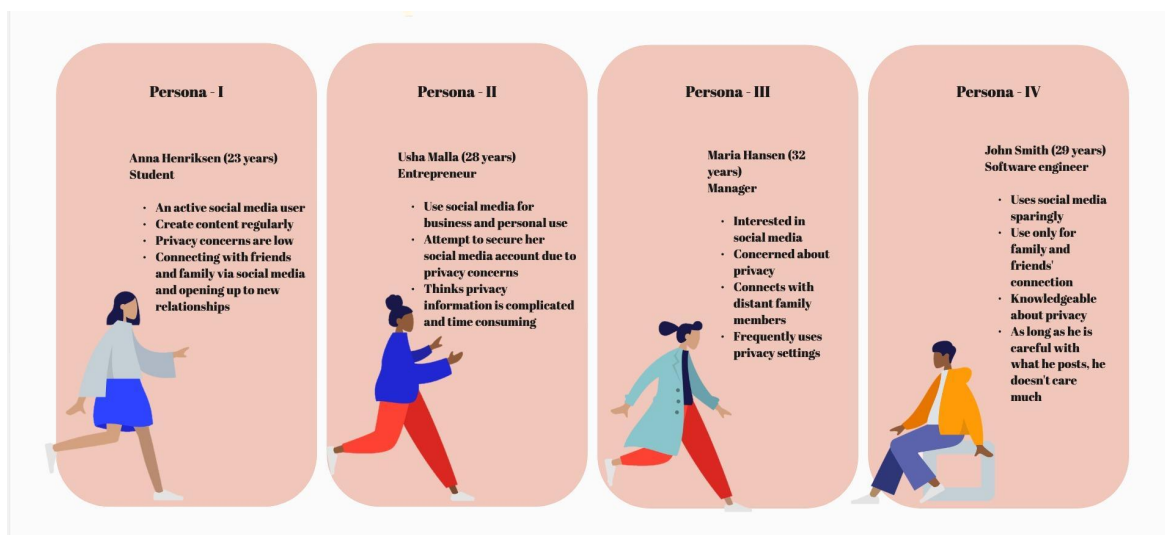 Persona - I
Anna Henriksen (23 years)
Student
· An active social media user
· Create content regularly
· Privacy concerns are low
· Connecting with friends
and family via social media
and opening up to new
relationships
Persona - II
Usha Malla (28 years)
Entrepreneur
· Use social media for
business and personal use
· Attempt to secure her
social media account due to
privacy concerns
· Thinks privacy
information is complicated
and time consuming
Persona - III
Maria Hansen (32
years)
Manager
· Interested in
social media
· Concerned about
privacy
· Connects with
distant family
members
· Frequently uses
privacy settings
Persona - IV
John Smith (29 years)
Software engineer
· Uses social media
sparingly
· Use only for
family and
friends'
connection
· Knowledgeable
about privacy
· As long as he is
careful with
what he posts, he
doesn't care
much